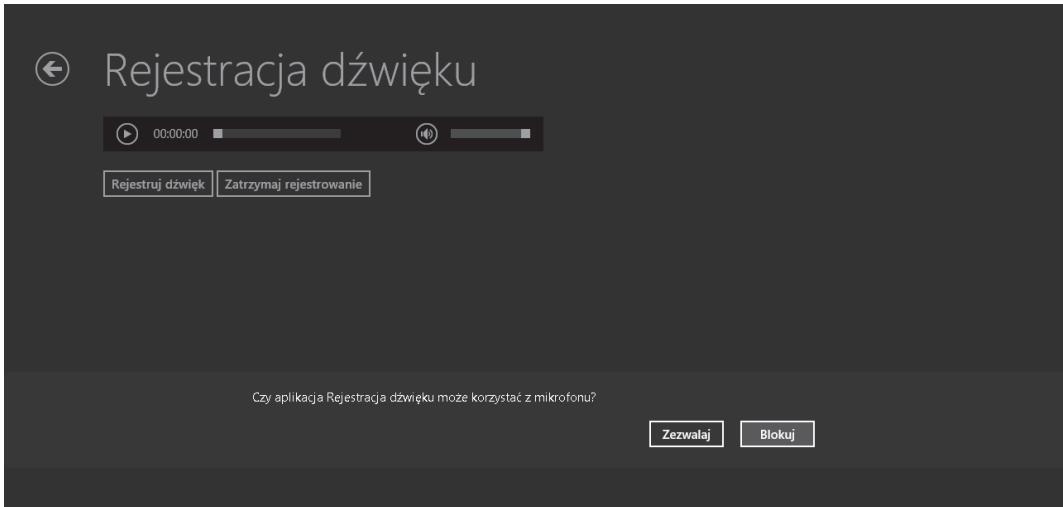 Rejestracja dźwięku
00:00:00
Rejestruj dźwięk Zatrzymaj rejestrowanie
Czy aplikacja Rejestracja dźwięku może korzystać z mikrofonu?
Zezwalaj Blokuj